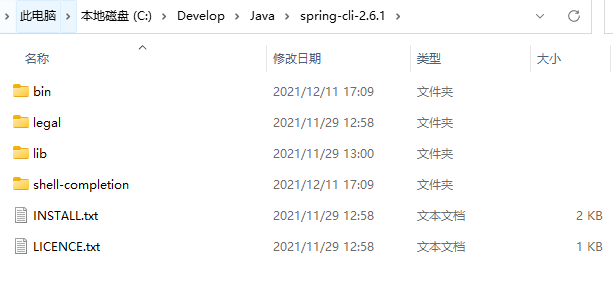 此电脑 > 本地磁盘 (C:) > Develop > Java > spring-cli-2.6.1 >
名称 修改日期 类型 大小
bin 2021/12/11 17:09 文件夹
legal 2021/11/29 12:58 文件夹
lib 2021/11/29 13:00 文件夹
shell-completion 2021/12/11 17:09 文件夹
INSTALL.txt 2021/11/29 12:58 文本文档 2 KB
LICENCE.txt 2021/11/29 12:58 文本文档 1 KB